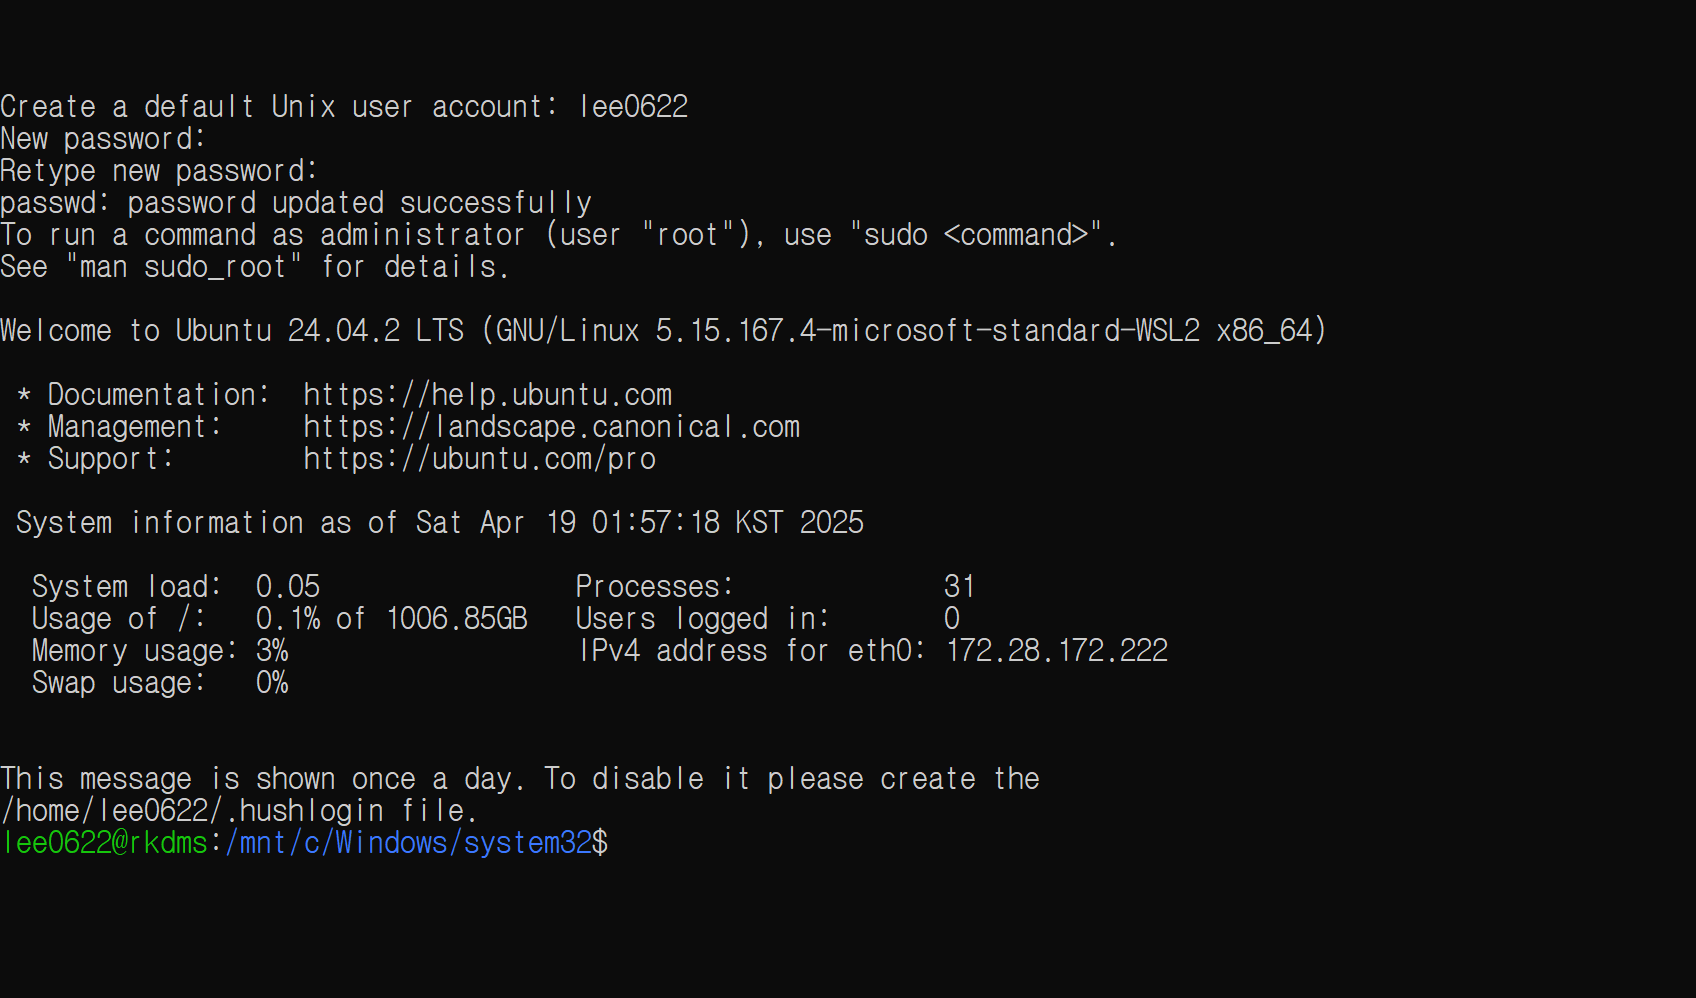 Create a default Unix user account: lee0622
New password:
Retype new password:
passwd: password updated successfully
To run a command as administrator (user "root"), use "sudo <command>".
See "man sudo_root" for details.

Welcome to Ubuntu 24.04.2 LTS (GNU/Linux 5.15.167.4-microsoft-standard-WSL2 x86_64)

 * Documentation:  https://help.ubuntu.com
 * Management:     https://landscape.canonical.com
 * Support:        https://ubuntu.com/pro

 System information as of Sat Apr 19 01:57:18 KST 2025

  System load:  0.05                Processes:             31
  Usage of /:   0.1% of 1006.85GB   Users logged in:       0
  Memory usage: 3%                  IPv4 address for eth0: 172.28.172.222
  Swap usage:   0%


This message is shown once a day. To disable it please create the
/home/lee0622/.hushlogin file.
lee0622@rkdms:/mnt/c/Windows/system32$